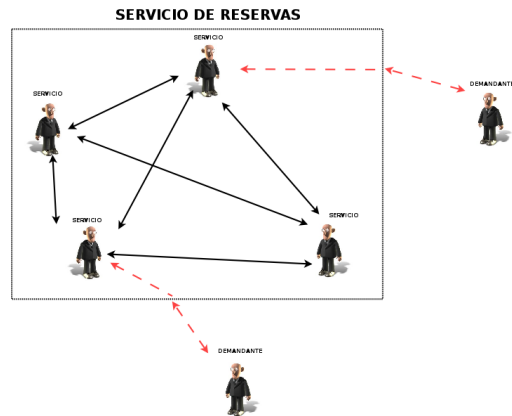 SERVICIO DE RESERVAS
SERVICIO
DEMANDANTE
SERVICIO
SERVICIO
SERVICIO
DEMANDANTE